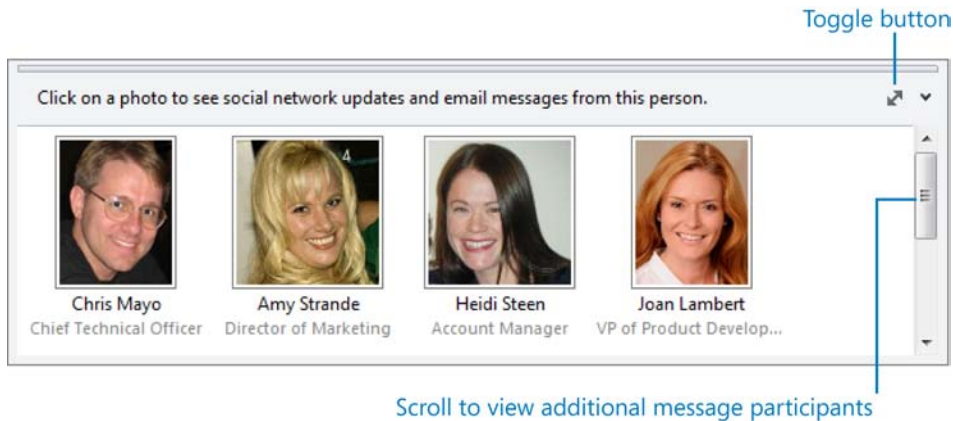 Toggle button
Click on a photo to see social network updates and email messages from this person.
4
Chris Mayo
Amy Strande
Heidi Steen
Joan Lambert
Chief Technical Officer
Director of Marketing
Account Manager
VP of Product Develop...
Scroll to view additional message participants